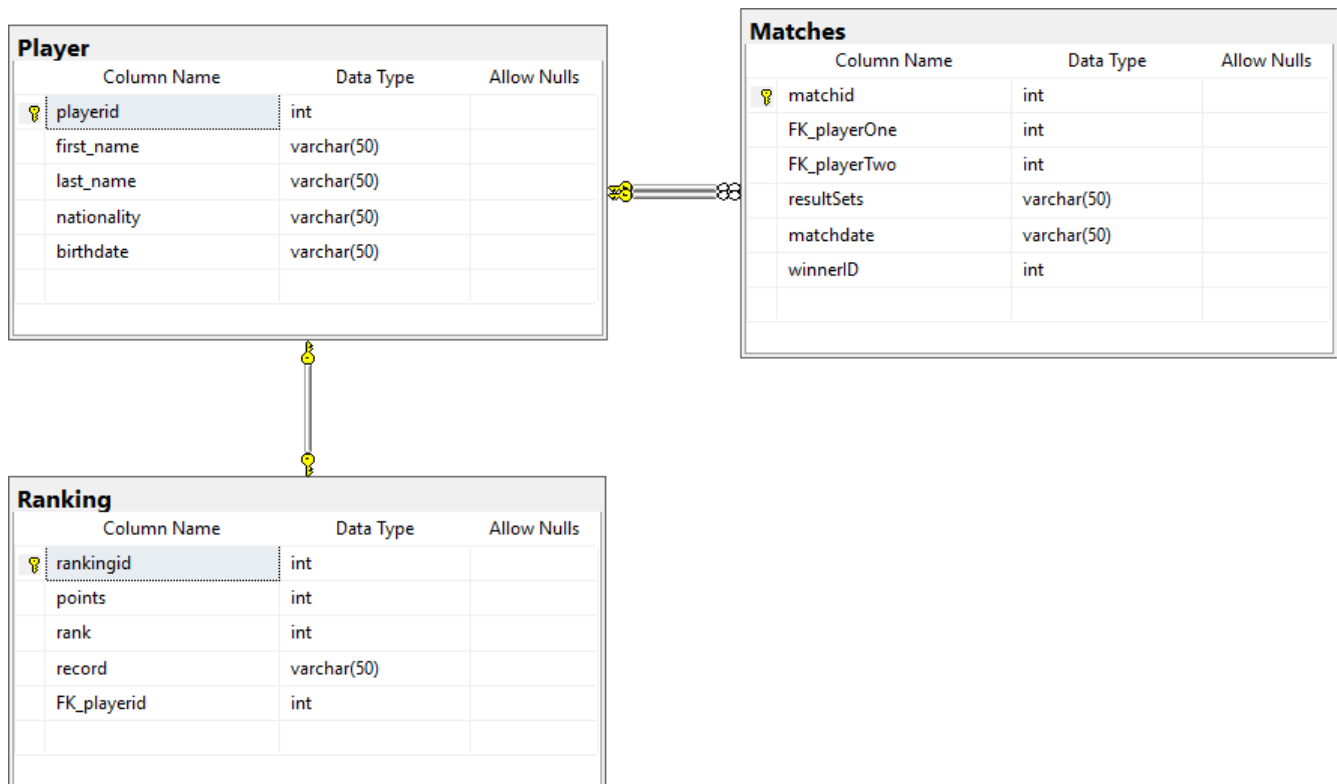 Player
Column Name Data Type Allow Nulls
playerid int
first_name varchar(50)
last_name varchar(50)
nationality varchar(50)
birthdate varchar(50)
Matches
Column Name Data Type Allow Nulls
matchid int
FK_playerOne int
FK_playerTwo int
resultSets varchar(50)
matchdate varchar(50)
winnerID int
Ranking
Column Name Data Type Allow Nulls
rankingid int
points int
rank int
record varchar(50)
FK_playerid int